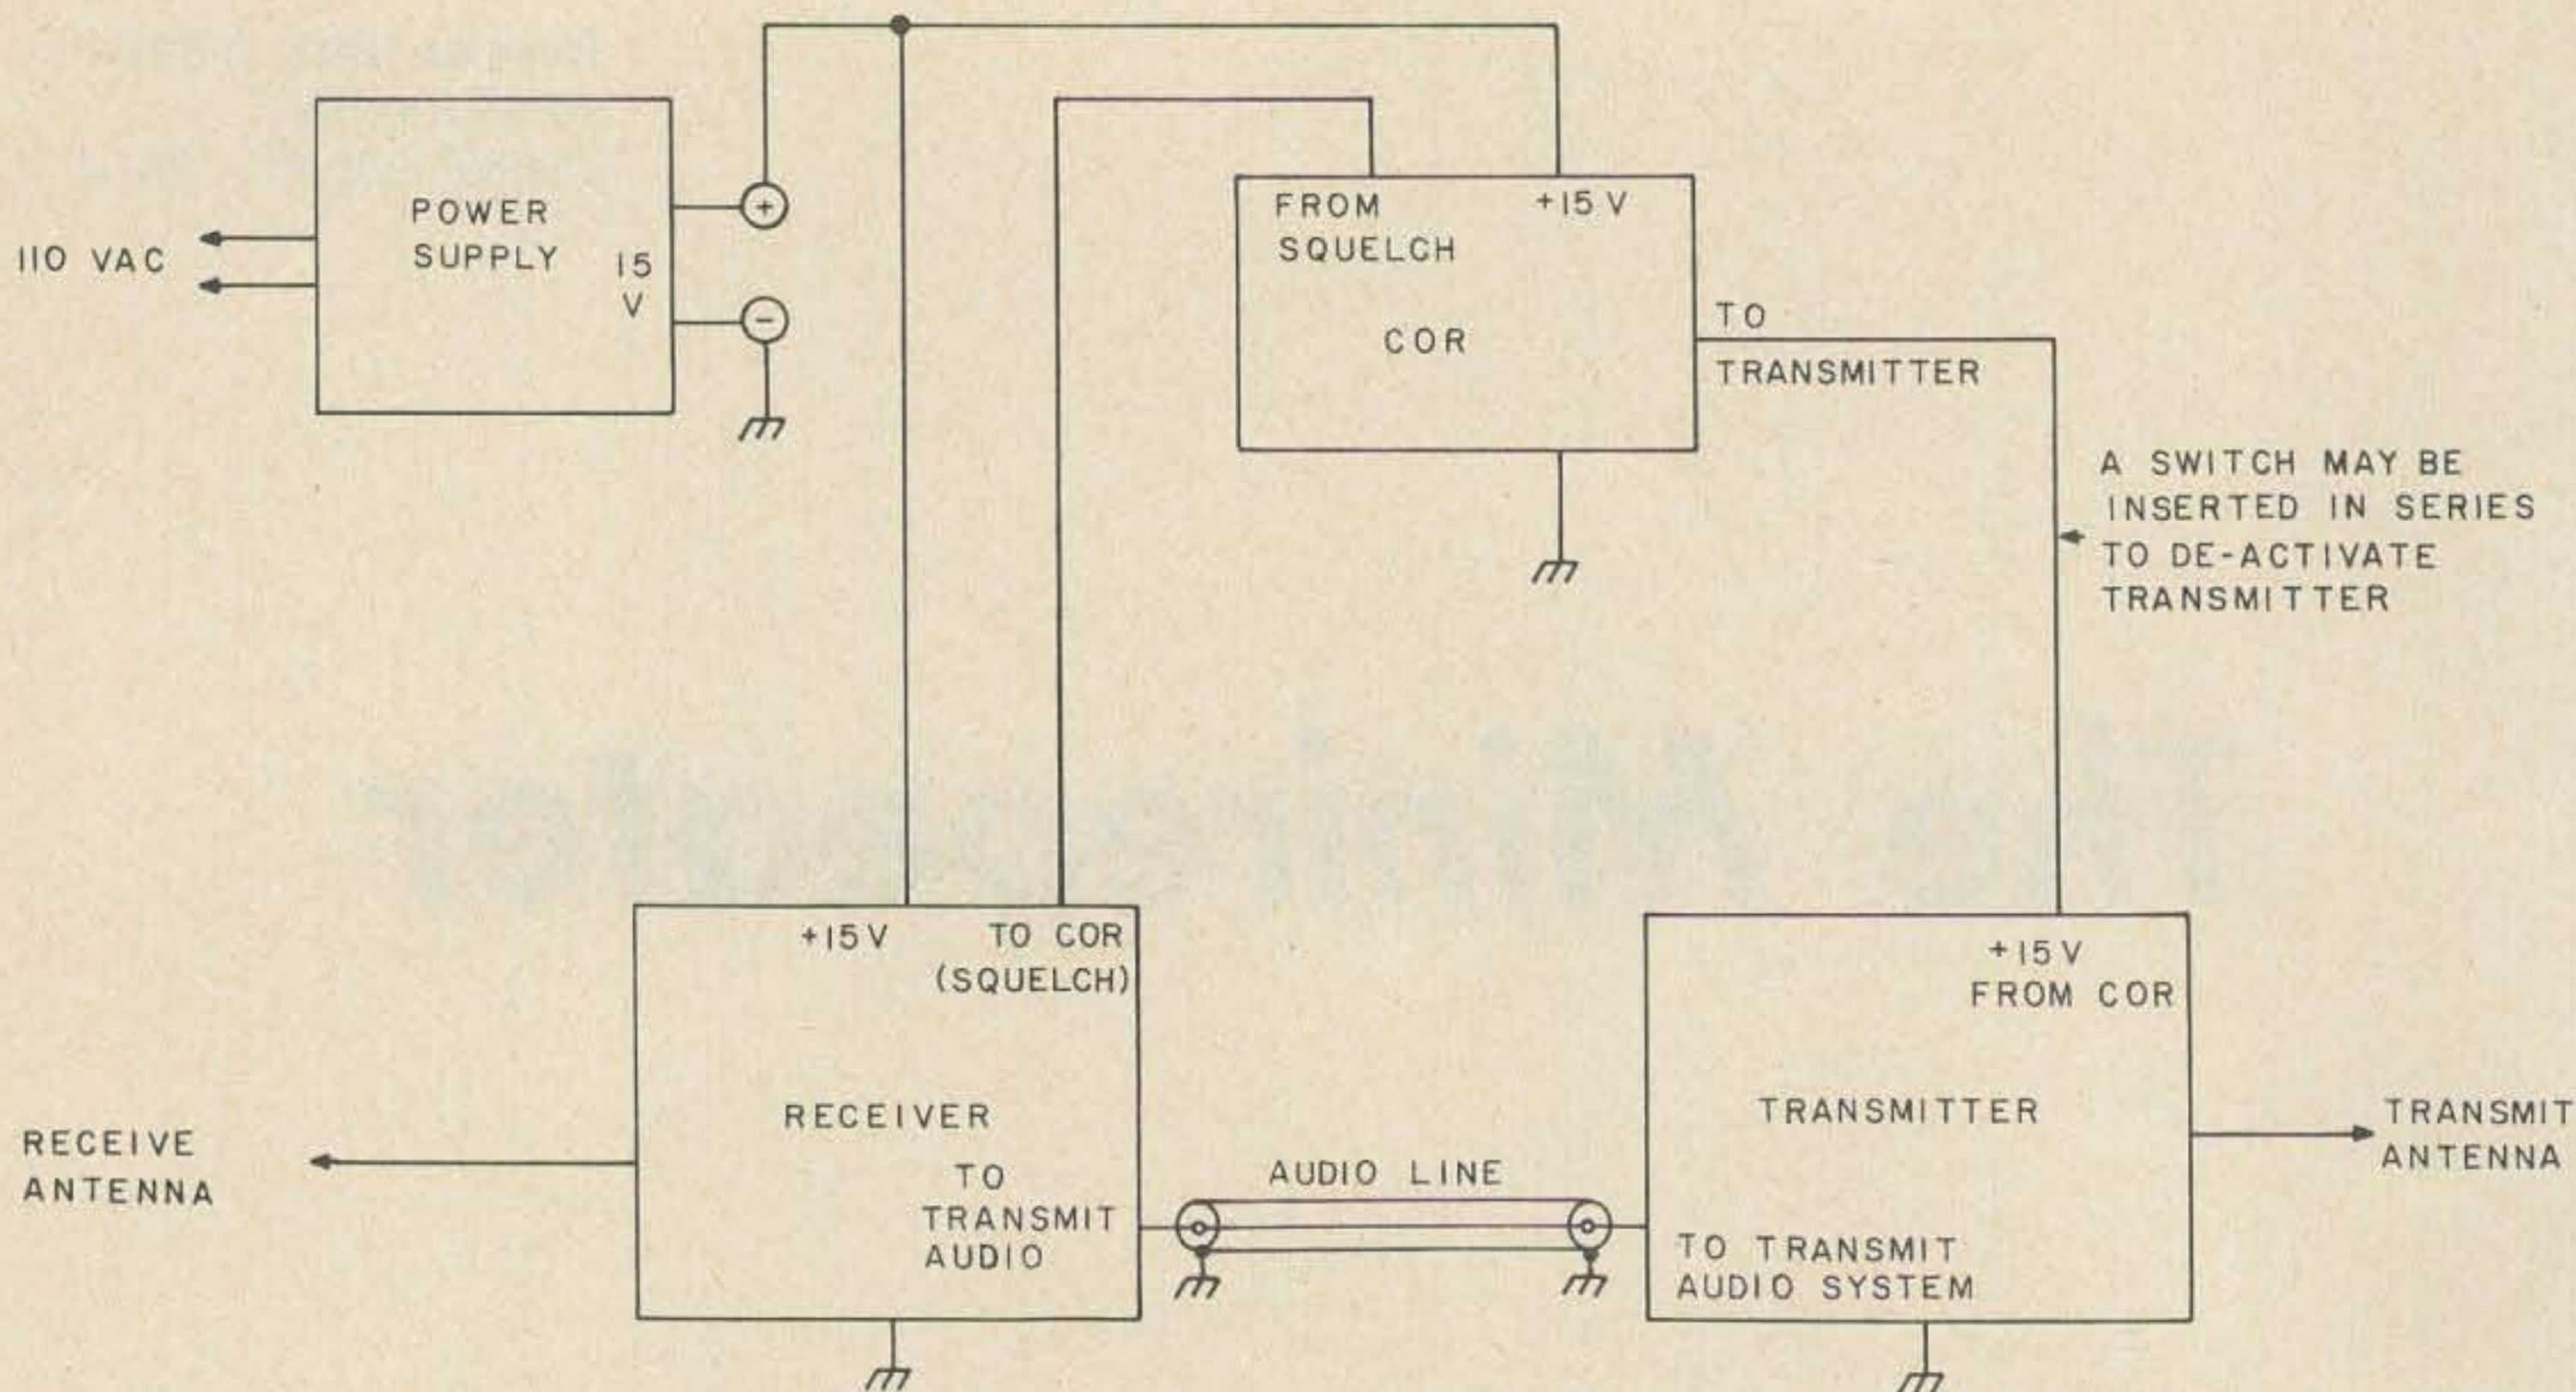 110 VAC
POWER
SUPPLY
15
V
+
−
FROM
SQUELCH
+15 V
COR
TO
TRANSMITTER
A SWITCH MAY BE
INSERTED IN SERIES
TO DE-ACTIVATE
TRANSMITTER
+15V
TO COR
(SQUELCH)
RECEIVER
TO
TRANSMIT
AUDIO
RECEIVE
ANTENNA
AUDIO LINE
+15V
FROM COR
TRANSMITTER
TO TRANSMIT
AUDIO SYSTEM
TRANSMIT
ANTENNA